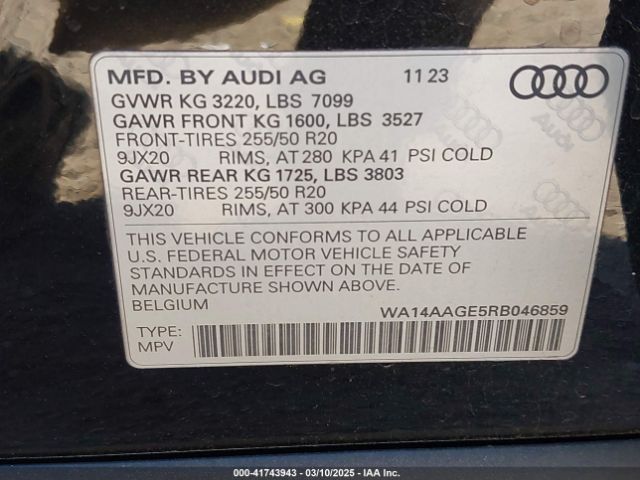 MFD. BY AUDI AG 11 23
GVWR KG 3220, LBS 7099
GAWR FRONT KG 1600, LBS 3527
FRONT-TIRES 255/50 R20
9JX20 RIMS, AT 280 KPA 41 PSI COLD
GAWR REAR KG 1725, LBS 3803
REAR-TIRES 255/50 R20
9JX20 RIMS, AT 300 KPA 44 PSI COLD
THIS VEHICLE CONFORMS TO ALL APPLICABLE
U.S. FEDERAL MOTOR VEHICLE SAFETY
STANDARDS IN EFFECT ON THE DATE OF
MANUFACTURE SHOWN ABOVE.
BELGIUM WA14AAGE5RB046859
TYPE:
MPV
000-41743943 - 03/10/2025 - IAA Inc.